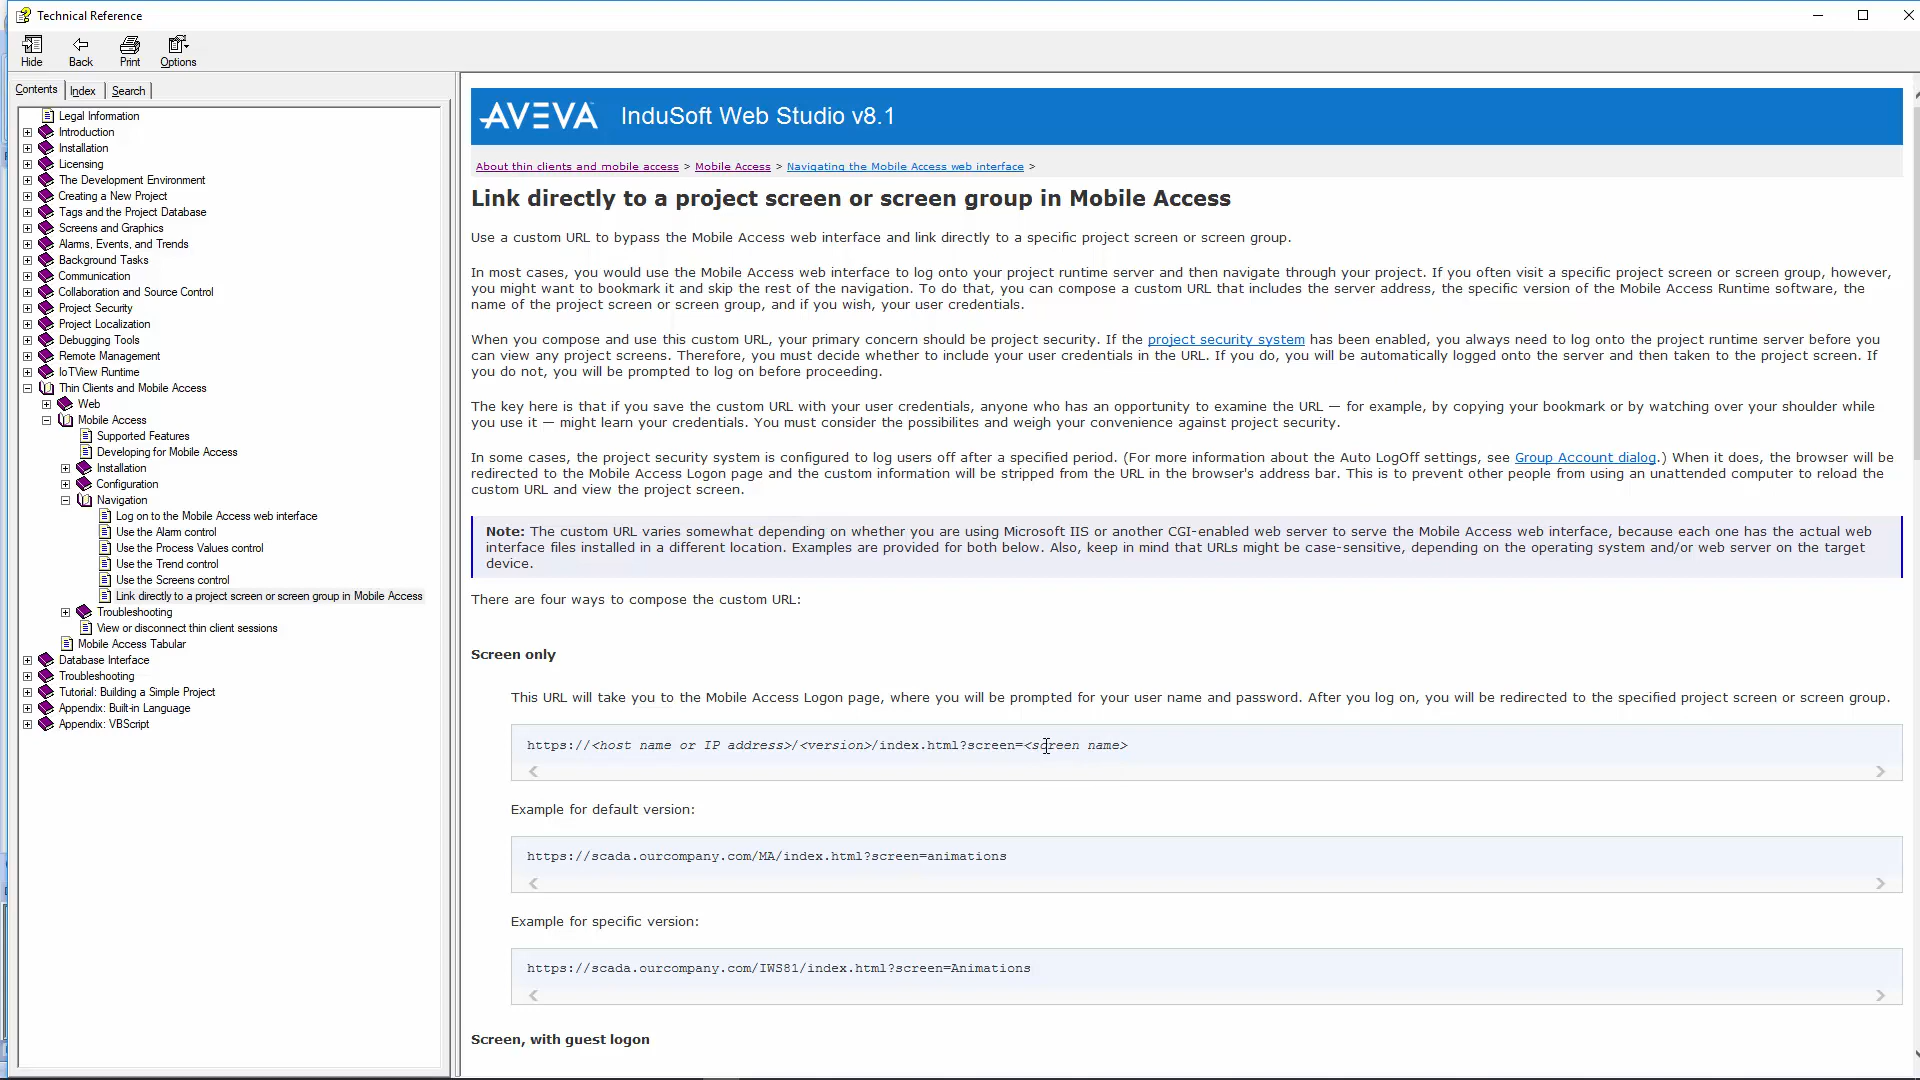 Technical Reference
Hide
Back
Print
Options
Contents
Index
Search
Legal Information
Introduction
Installation
Licensing
The Development Environment
Creating a New Project
Tags and the Project Database
Screens and Graphics
Alarms, Events, and Trends
Background Tasks
Communication
Collaboration and Source Control
Project Security
Project Localization
Debugging Tools
Remote Management
IoTView Runtime
Thin Clients and Mobile Access
Web
Mobile Access
Supported Features
Developing for Mobile Access
Installation
Configuration
Navigation
Log on to the Mobile Access web interface
Use the Alarm control
Use the Process Values control
Use the Trend control
Use the Screens control
Link directly to a project screen or screen group in Mobile Access
Troubleshooting
View or disconnect thin client sessions
Mobile Access Tabular
Database Interface
Troubleshooting
Tutorial: Building a Simple Project
Appendix: Built-in Language
Appendix: VBScript
AVEVA InduSoft Web Studio v8.1
About thin clients and mobile access > Mobile Access > Navigating the Mobile Access web interface >
Link directly to a project screen or screen group in Mobile Access
Use a custom URL to bypass the Mobile Access web interface and link directly to a specific project screen or screen group.
In most cases, you would use the Mobile Access web interface to log onto your project runtime server and then navigate through your project. If you often visit a specific project screen or screen group, however,
you might want to bookmark it and skip the rest of the navigation. To do that, you can compose a custom URL that includes the server address, the specific version of the Mobile Access Runtime software, the
name of the project screen or screen group, and if you wish, your user credentials.
When you compose and use this custom URL, your primary concern should be project security. If the project security system has been enabled, you always need to log onto the project runtime server before you
can view any project screens. Therefore, you must decide whether to include your user credentials in the URL. If you do, you will be automatically logged onto the server and then taken to the project screen. If
you do not, you will be prompted to log on before proceeding.
The key here is that if you save the custom URL with your user credentials, anyone who has an opportunity to examine the URL — for example, by copying your bookmark or by watching over your shoulder while
you use it — might learn your credentials. You must consider the possibilites and weigh your convenience against project security.
In some cases, the project security system is configured to log users off after a specified period. (For more information about the Auto LogOff settings, see Group Account dialog.) When it does, the browser will be
redirected to the Mobile Access Logon page and the custom information will be stripped from the URL in the browser's address bar. This is to prevent other people from using an unattended computer to reload the
custom URL and view the project screen.
Note: The custom URL varies somewhat depending on whether you are using Microsoft IIS or another CGI-enabled web server to serve the Mobile Access web interface, because each one has the actual web
interface files installed in a different location. Examples are provided for both below. Also, keep in mind that URLs might be case-sensitive, depending on the operating system and/or web server on the target
device.
There are four ways to compose the custom URL:
Screen only
This URL will take you to the Mobile Access Logon page, where you will be prompted for your user name and password. After you log on, you will be redirected to the specified project screen or screen group.
https://<host name or IP address>/<version>/index.html?screen=<screen name>
Example for default version:
https://scada.ourcompany.com/MA/index.html?screen=animations
Example for specific version:
https://scada.ourcompany.com/IWS81/index.html?screen=Animations
Screen, with guest logon